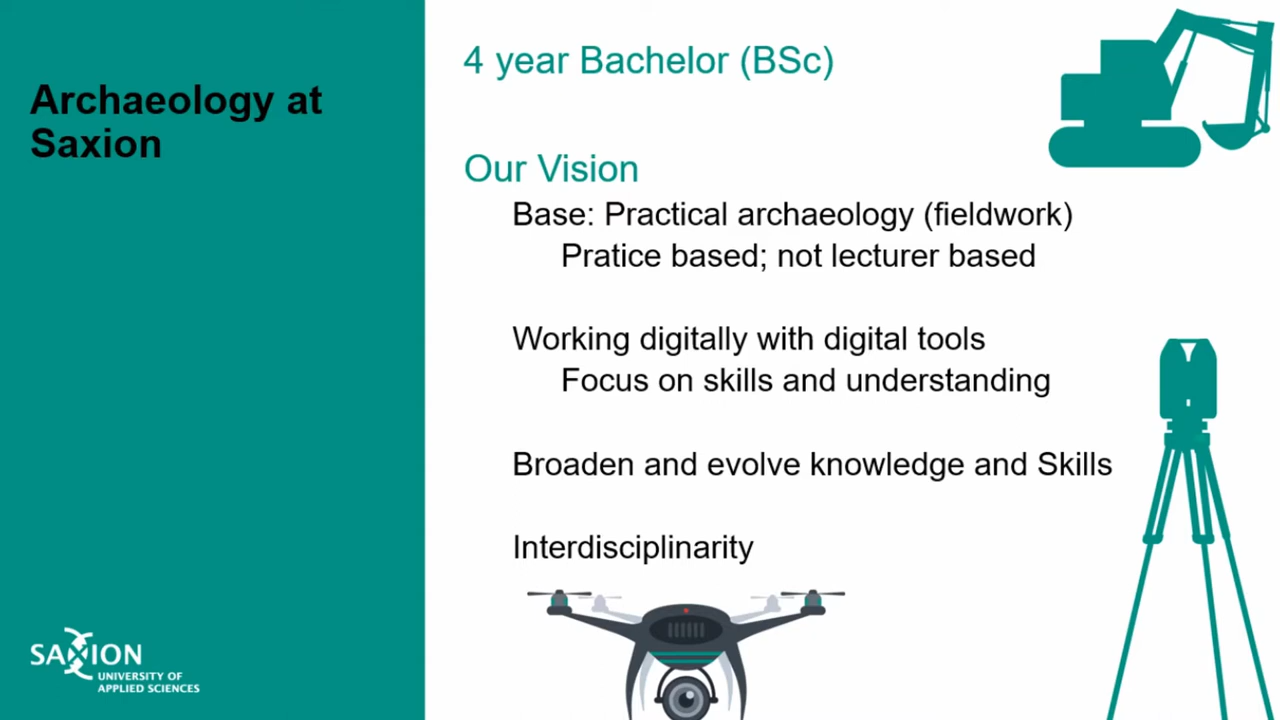 Archaeology at
Saxion
4 year Bachelor (BSc)
Our Vision
Base: Practical archaeology (fieldwork)
Pratice based; not lecturer based
Working digitally with digital tools
Focus on skills and understanding
Broaden and evolve knowledge and Skills
Interdisciplinarity
SAXION
UNIVERSITY OF
APPLIED SCIENCES